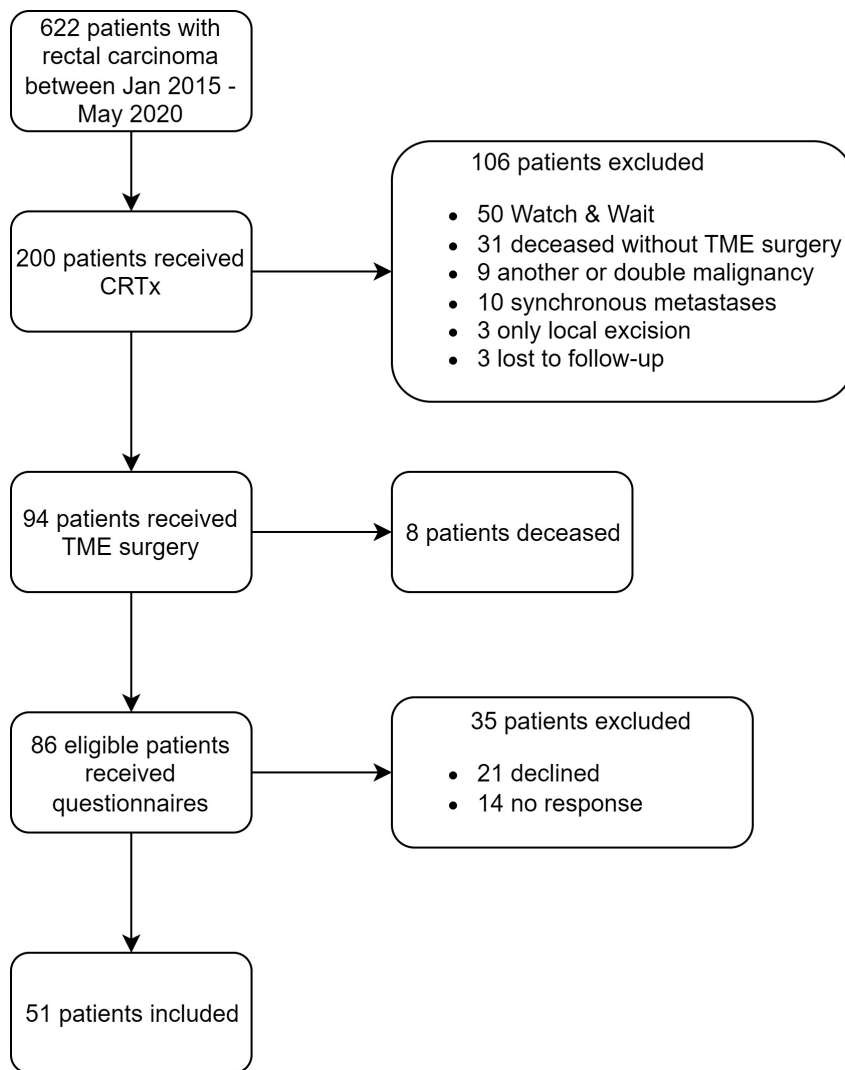 622 patients with
rectal carcinoma
between Jan 2015 -
May 2020
106 patients excluded
• 50 Watch & Wait
• 31 deceased without TME surgery
• 9 another or double malignancy
• 10 synchronous metastases
• 3 only local excision
• 3 lost to follow-up
200 patients received
CRTx
94 patients received
TME surgery
8 patients deceased
86 eligible patients
received
questionnaires
35 patients excluded
• 21 declined
• 14 no response
51 patients included